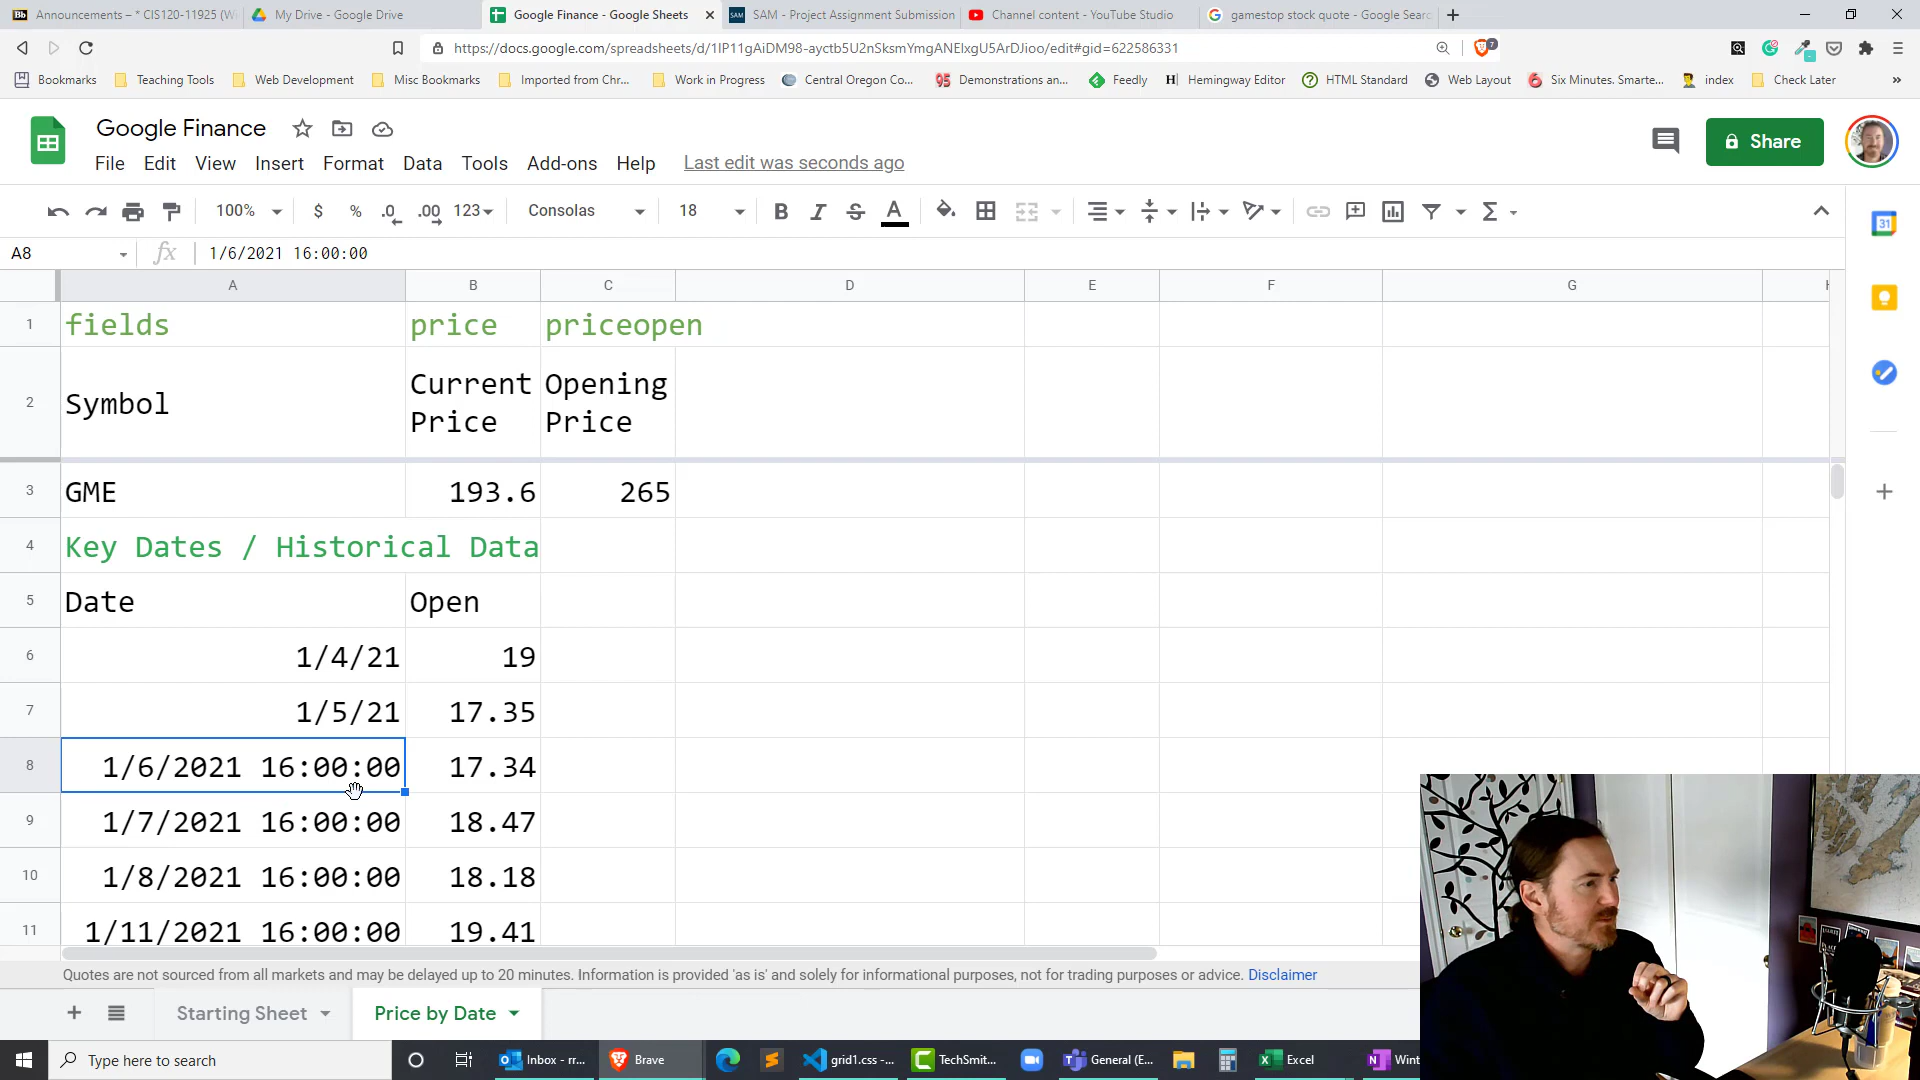 Announcements – * CIS120-11925 (Wi
My Drive - Google Drive
Google Finance - Google Sheets
SAM - Project Assignment Submission
Channel content - YouTube Studio
gamestop stock quote - Google Searc
https://docs.google.com/spreadsheets/d/1IP11gAiDM98-ayctb5U2nSksmYmgANEIxgU5ArDJioo/edit#gid=622586331
7
Bookmarks
Teaching Tools
Web Development
Misc Bookmarks
Imported from Chr...
Work in Progress
Central Oregon Co...
Demonstrations an...
Feedly
Hemingway Editor
HTML Standard
Web Layout
Six Minutes. Smarte...
index
Check Later
Google Finance
File Edit View Insert Format Data Tools Add-ons Help
Last edit was seconds ago
Share
100% $ % .0 .00 123 Consolas 18 B I S A
A8 fx 1/6/2021 16:00:00
A B C D E F G
1 fields price priceopen
2 Symbol Current Price Opening Price
3 GME 193.6 265
4 Key Dates / Historical Data
5 Date Open
6 1/4/21 19
7 1/5/21 17.35
8 1/6/2021 16:00:00 17.34
9 1/7/2021 16:00:00 18.47
10 1/8/2021 16:00:00 18.18
11 1/11/2021 16:00:00 19.41
Quotes are not sourced from all markets and may be delayed up to 20 minutes. Information is provided 'as is' and solely for informational purposes, not for trading purposes or advice. Disclaimer
Starting Sheet
Price by Date
Type here to search
Inbox - rr...
Brave
grid1.css -...
TechSmit...
General (E...
Excel
Wint